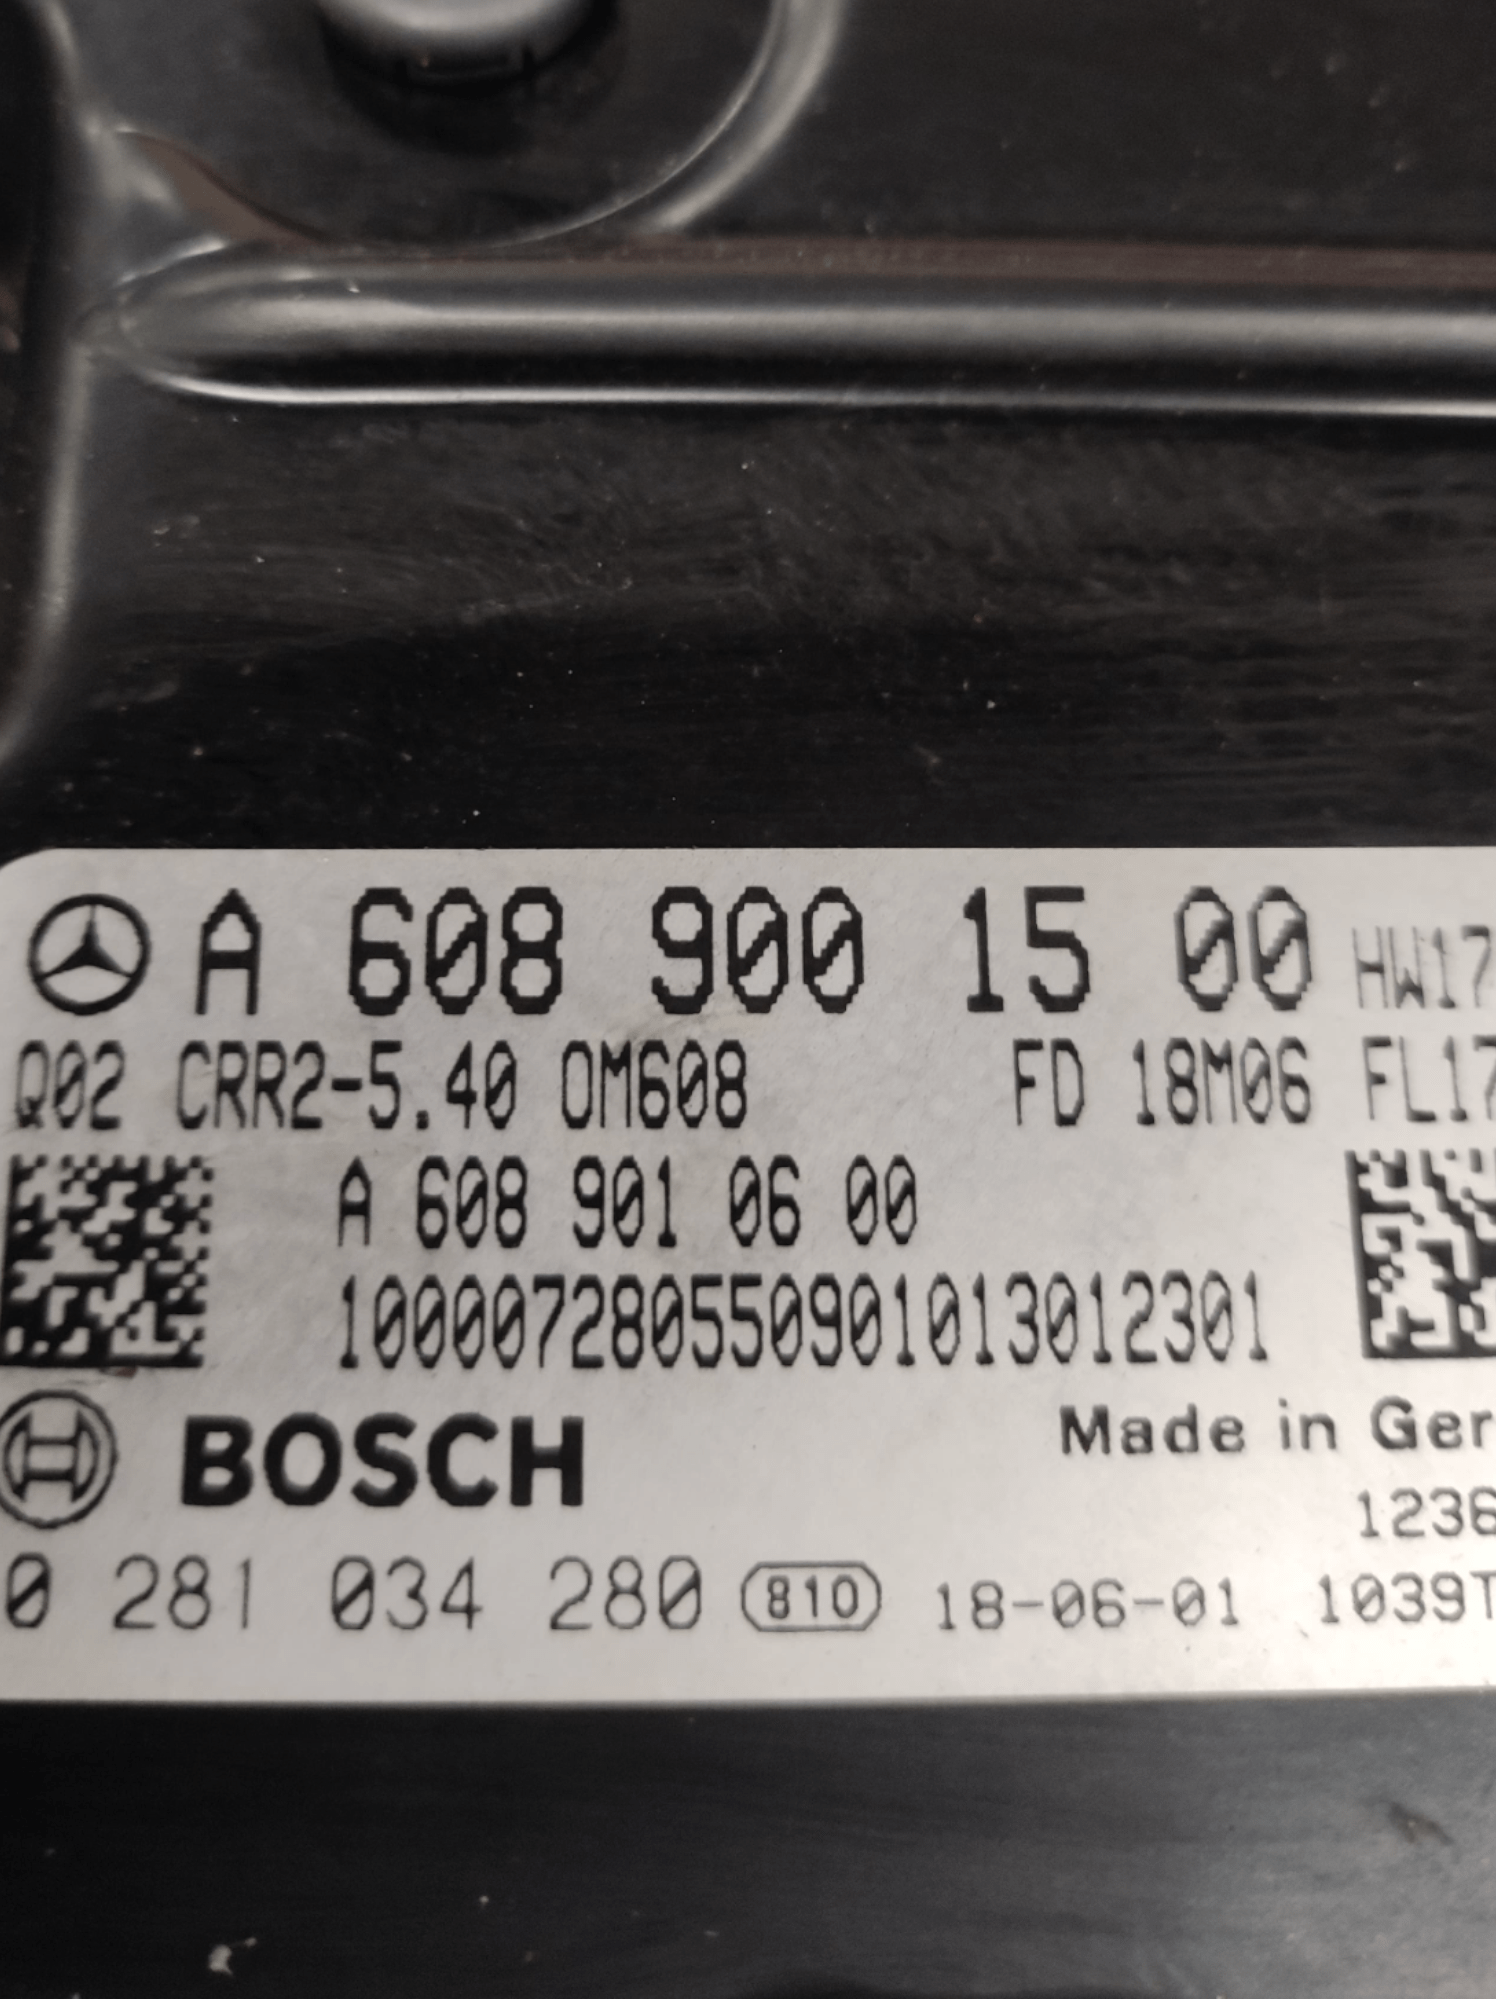 A 608 900 15 00 HW17
Q02 CRR2-5.40 OM608 FD 18M06 FL17
A 608 901 06 00
100007280550901013012301
BOSCH
Made in Ger
1236
0 281 034 280 810 18-06-01 1039T